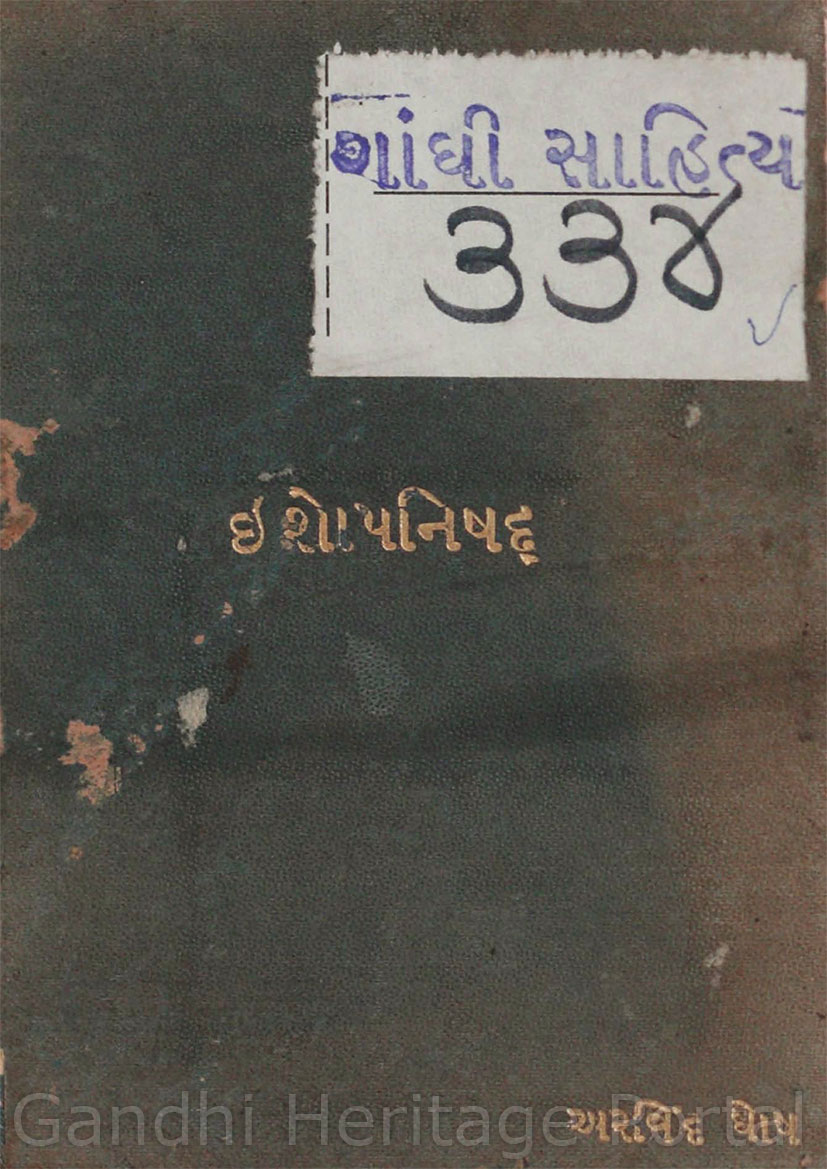 ગાંધી સાહિત્ય
૩૩૪
ઇશોપનિષદ્
અરવિંદ ઘોષ
Gandhi Heritage Portal